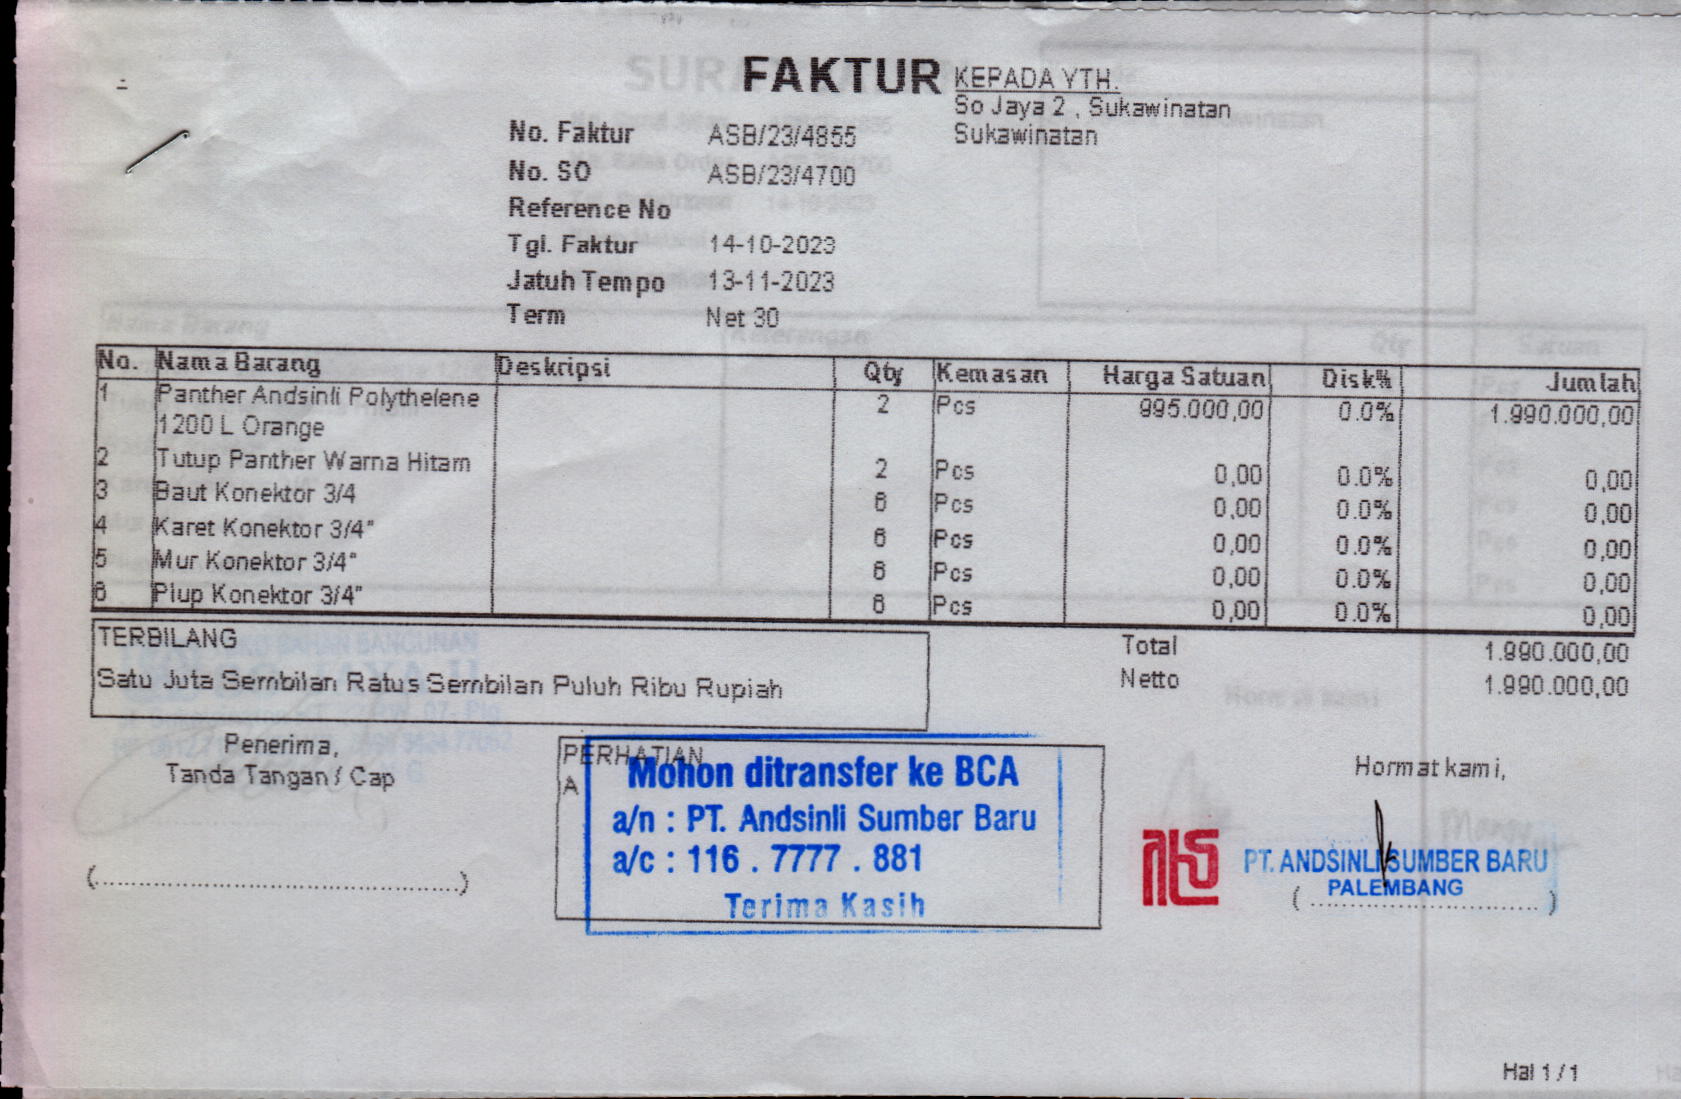 FAKTUR
KEPADA YTH.
So Jaya 2 , Sukawinatan
Sukawinatan
No. Faktur ASB/23/4855
No. SO ASB/23/4700
Reference No
Tgl. Faktur 14-10-2023
Jatuh Tempo 13-11-2023
Term Net 30
No. Nama Barang Deskripsi Qty Kemasan Harga Satuan Disk% Jumlah
1 Panther Andsinli Polythelene 2 Pcs 995.000,00 0.0% 1.990.000,00
1200 L Orange
2 Tutup Panther Warna Hitam 2 Pcs 0,00 0.0% 0,00
3 Baut Konektor 3/4 6 Pcs 0,00 0.0% 0,00
4 Karet Konektor 3/4" 6 Pcs 0,00 0.0% 0,00
5 Mur Konektor 3/4" 6 Pcs 0,00 0.0% 0,00
6 Plup Konektor 3/4" 6 Pcs 0,00 0.0% 0,00
TERBILANG
Satu Juta Sembilan Ratus Sembilan Puluh Ribu Rupiah
Total 1.990.000,00
Netto 1.990.000,00
Penerima,
Tanda Tangan / Cap
(............................................)
PERHATIAN
A
Mohon ditransfer ke BCA
a/n : PT. Andsinli Sumber Baru
a/c : 116 . 7777 . 881
Terima Kasih
Hormat kami,
PT. ANDSINLI SUMBER BARU
PALEMBANG
( ............................ )
Hal 1 / 1